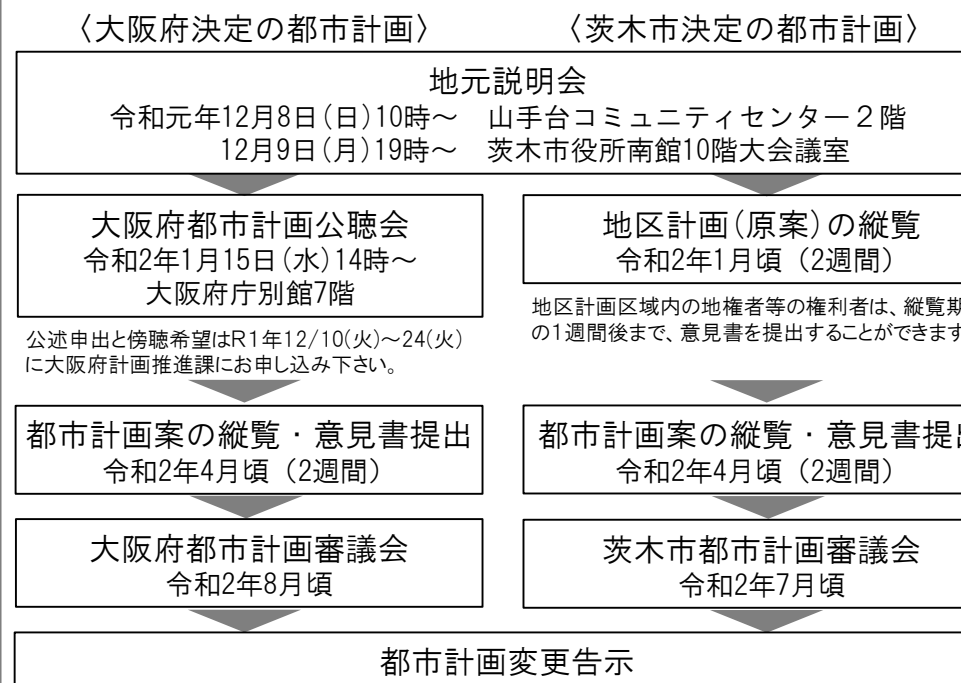 〈大阪府決定の都市計画〉
〈茨木市決定の都市計画〉
地元説明会
令和元年12月8日(日)10時～ 山手台コミュニティセンター２階
12月9日(月)19時～ 茨木市役所南館10階大会議室
大阪府都市計画公聴会
令和2年1月15日(水)14時～
大阪府庁別館7階
公述申出と傍聴希望はR1年12/10(火)～24(火)
に大阪府計画推進課にお申し込み下さい。
地区計画(原案)の縦覧
令和2年1月頃（2週間）
地区計画区域内の地権者等の権利者は、縦覧期
の1週間後まで、意見書を提出することができます
都市計画案の縦覧・意見書提出
令和2年4月頃（2週間）
都市計画案の縦覧・意見書提
令和2年4月頃（2週間）
大阪府都市計画審議会
令和2年8月頃
茨木市都市計画審議会
令和2年7月頃
都市計画変更告示